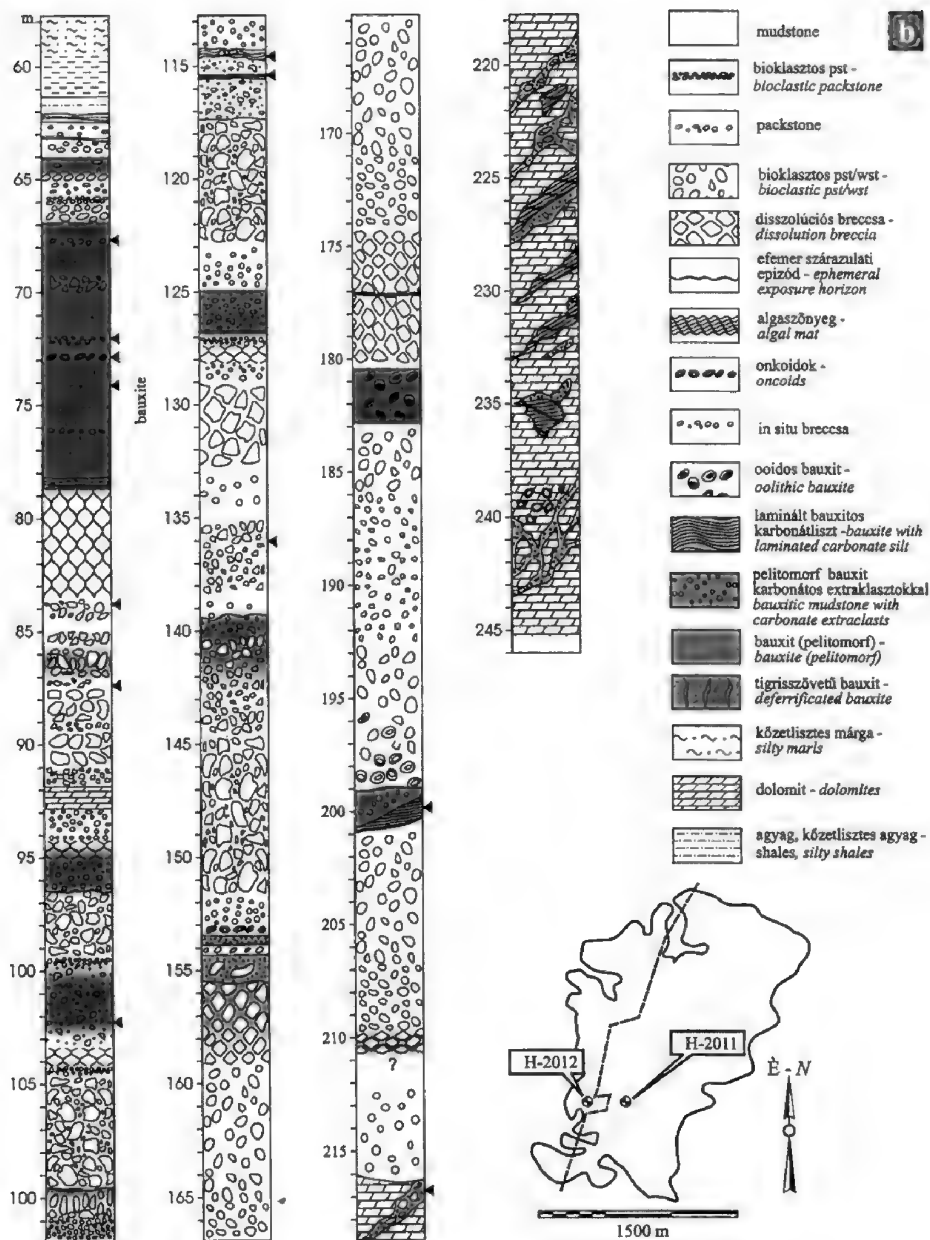 m
60
65
70
75
80
85
90
95
100
105
100
bauxite
115
120
125
130
135
140
145
150
155
160
165
170
175
180
185
190
195
200
205
210
?
215
220
225
230
235
240
245
b
mudstone
bioklasztos pst -
bioclastic packstone
packstone
bioklasztos pst/wst -
bioclastic pst/wst
disszolúciós breccsa -
dissolution breccia
efemer szárazulati
epizód - ephemeral
exposure horizon
algaszőnyeg -
algal mat
onkoidok -
oncoids
in situ breccsa
ooidos bauxit -
oolithic bauxite
laminált bauxitos
karbonátliszt -bauxite with
laminated carbonate silt
pelitomorf bauxit
karbonátos extraklasztokkal
bauxitic mudstone with
carbonate extraclasts
bauxit (pelitomorf) -
bauxite (pelitomorf)
tigrisszövetű bauxit -
deferrificated bauxite
kőzetlisztes márga -
silty marls
dolomit - dolomites
agyag, kőzetlisztes agyag -
shales, silty shales
H-2012
H-2011
È - N
1500 m